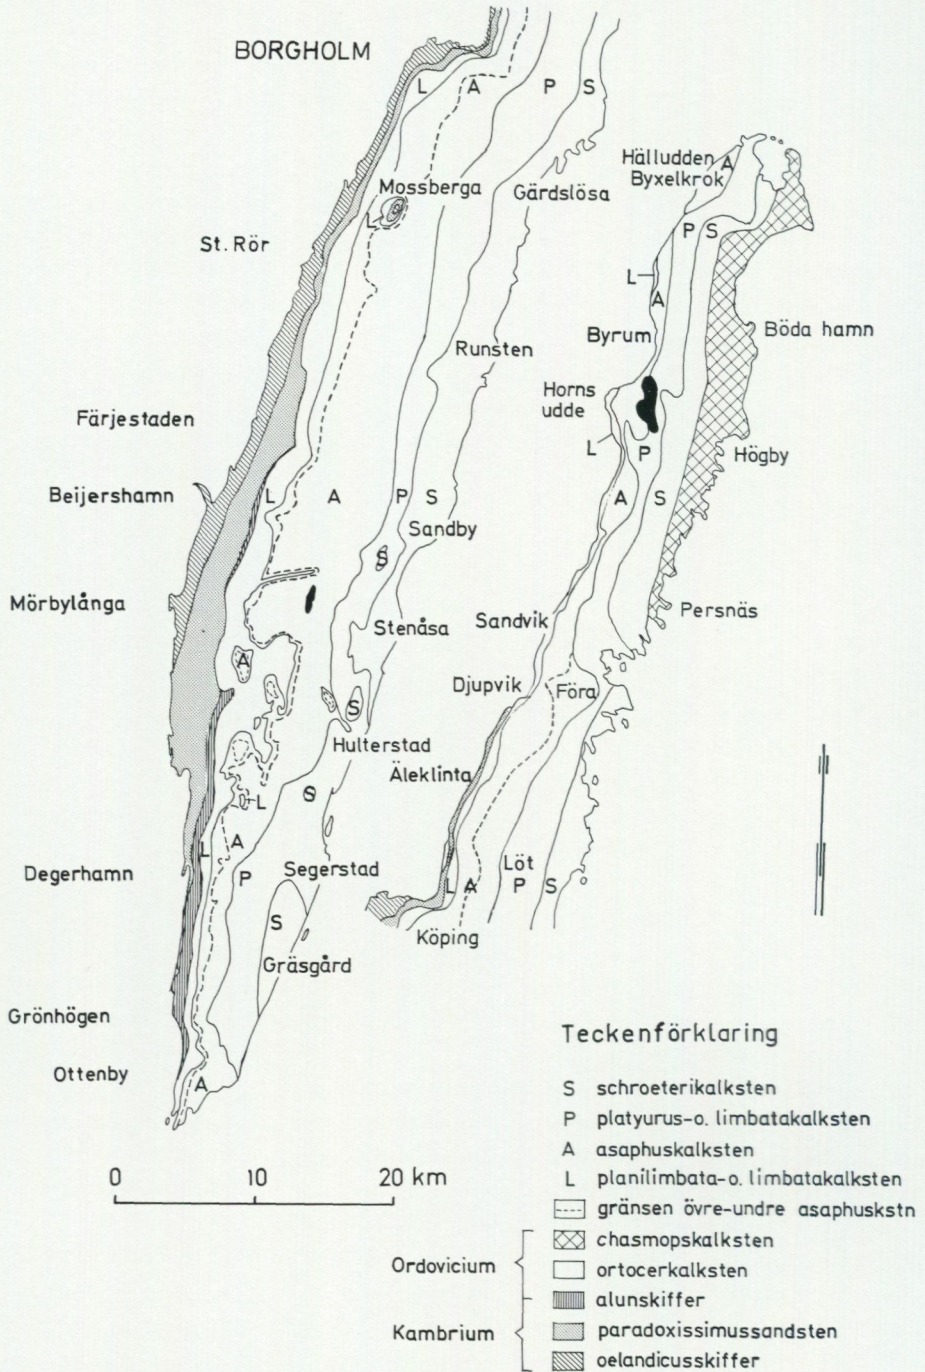 BORGHOLM
L A P S
Hälludden A
Byxelkrok
Mossberga
Gärdslösa
St. Rör
P S
L
A
Böda hamn
Byrum
Runsten
Horns
udde
Färjestaden
L P
Högby
Beijershamn
L A P S
A S
Sandby
S
Mörbylånga
Persnäs
Sandvik
Stenåsa
A
Djupvik
Föra
S
Hulterstad
Äleklinta
S
L
L A
Löt
Degerhamn
P
Segerstad
L A P S
S
Köping
Gräsgård
Grönhögen
Ottenby
A
0 10 20 km
Teckenförklaring
S schroeterikalksten
P platyurus-o. limbatakalksten
A asaphuskalksten
L planilimbata-o. limbatakalksten
gränsen övre-undre asaphuskstn
chasmopskalksten
Ordovicium
ortocerkalksten
alunskiffer
Kambrium
paradoxissimussandsten
oelandicusskiffer